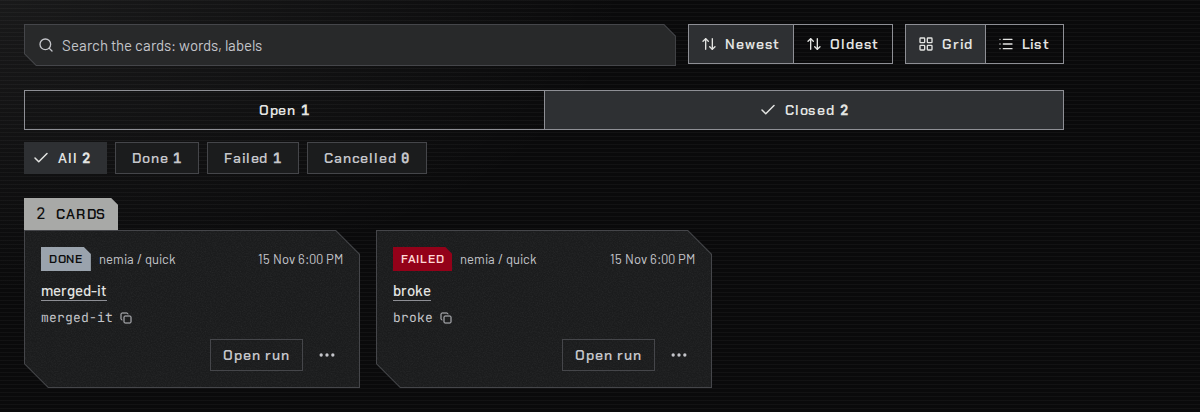 Search the cards: words, labels
Newest
Oldest
Grid
List
Open 1
Closed 2
All 2
Done 1
Failed 1
Cancelled 0
2 CARDS
DONE nemia / quick 15 Nov 6:00 PM
merged-it
merged-it
Open run
FAILED nemia / quick 15 Nov 6:00 PM
broke
broke
Open run